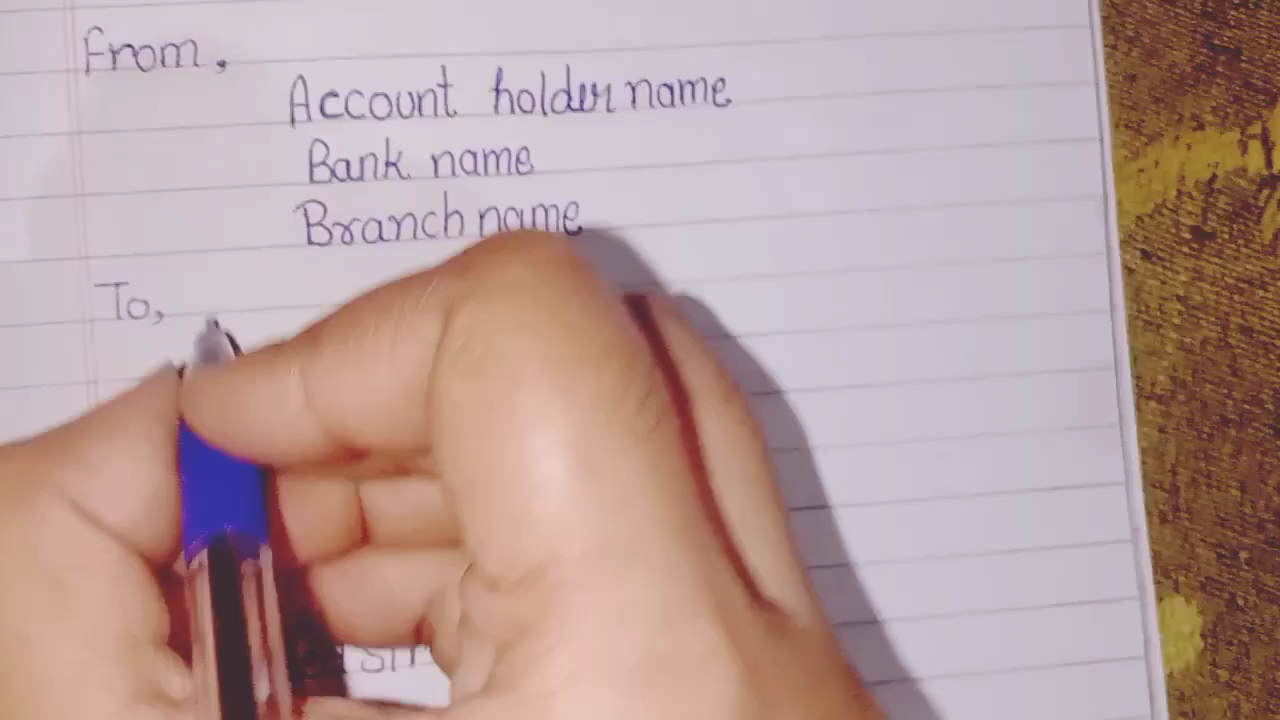 From,
Account holder name
Bank name
Branch name
To,